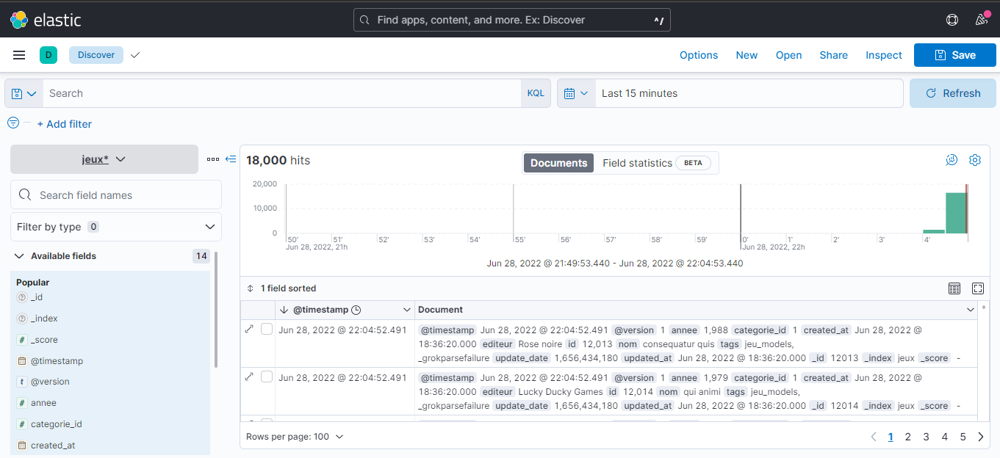 elastic
Find apps, content, and more. Ex: Discover
^/
D
Discover
Options
New
Open
Share
Inspect
Save
Search
KQL
Last 15 minutes
Refresh
+ Add filter
jeux*
18,000 hits
Documents
Field statistics
BETA
Search field names
Filter by type 0
Available fields 14
Popular
_id
_index
_score
@timestamp
t @version
# annee
# categorie_id
created_at
20,000
10,000
0
50' 51' 52' 53' 54' 55' 56' 57' 58' 59' 0' 1' 2' 3' 4'
Jun 28, 2022, 21h
Jun 28, 2022, 22h
Jun 28, 2022 @ 21:49:53.440 - Jun 28, 2022 @ 22:04:53.440
1 field sorted
@timestamp
Document
Jun 28, 2022 @ 22:04:52.491
@timestamp Jun 28, 2022 @ 22:04:52.491 @version 1 annee 1,988 categorie_id 1 created_at Jun 28, 2022 @
18:36:20.000 editeur Rose noire id 12,013 nom consequatur quis tags jeu_models,
_grokparsefailure update_date 1,656,434,180 updated_at Jun 28, 2022 @ 18:36:20.000 _id 12013 _index jeux _score -
Jun 28, 2022 @ 22:04:52.491
@timestamp Jun 28, 2022 @ 22:04:52.491 @version 1 annee 1,979 categorie_id 1 created_at Jun 28, 2022 @
18:36:20.000 editeur Lucky Ducky Games id 12,014 nom qui animi tags jeu_models,
_grokparsefailure update_date 1,656,434,180 updated_at Jun 28, 2022 @ 18:36:20.000 _id 12014 _index jeux _score -
Rows per page: 100
1 2 3 4 5